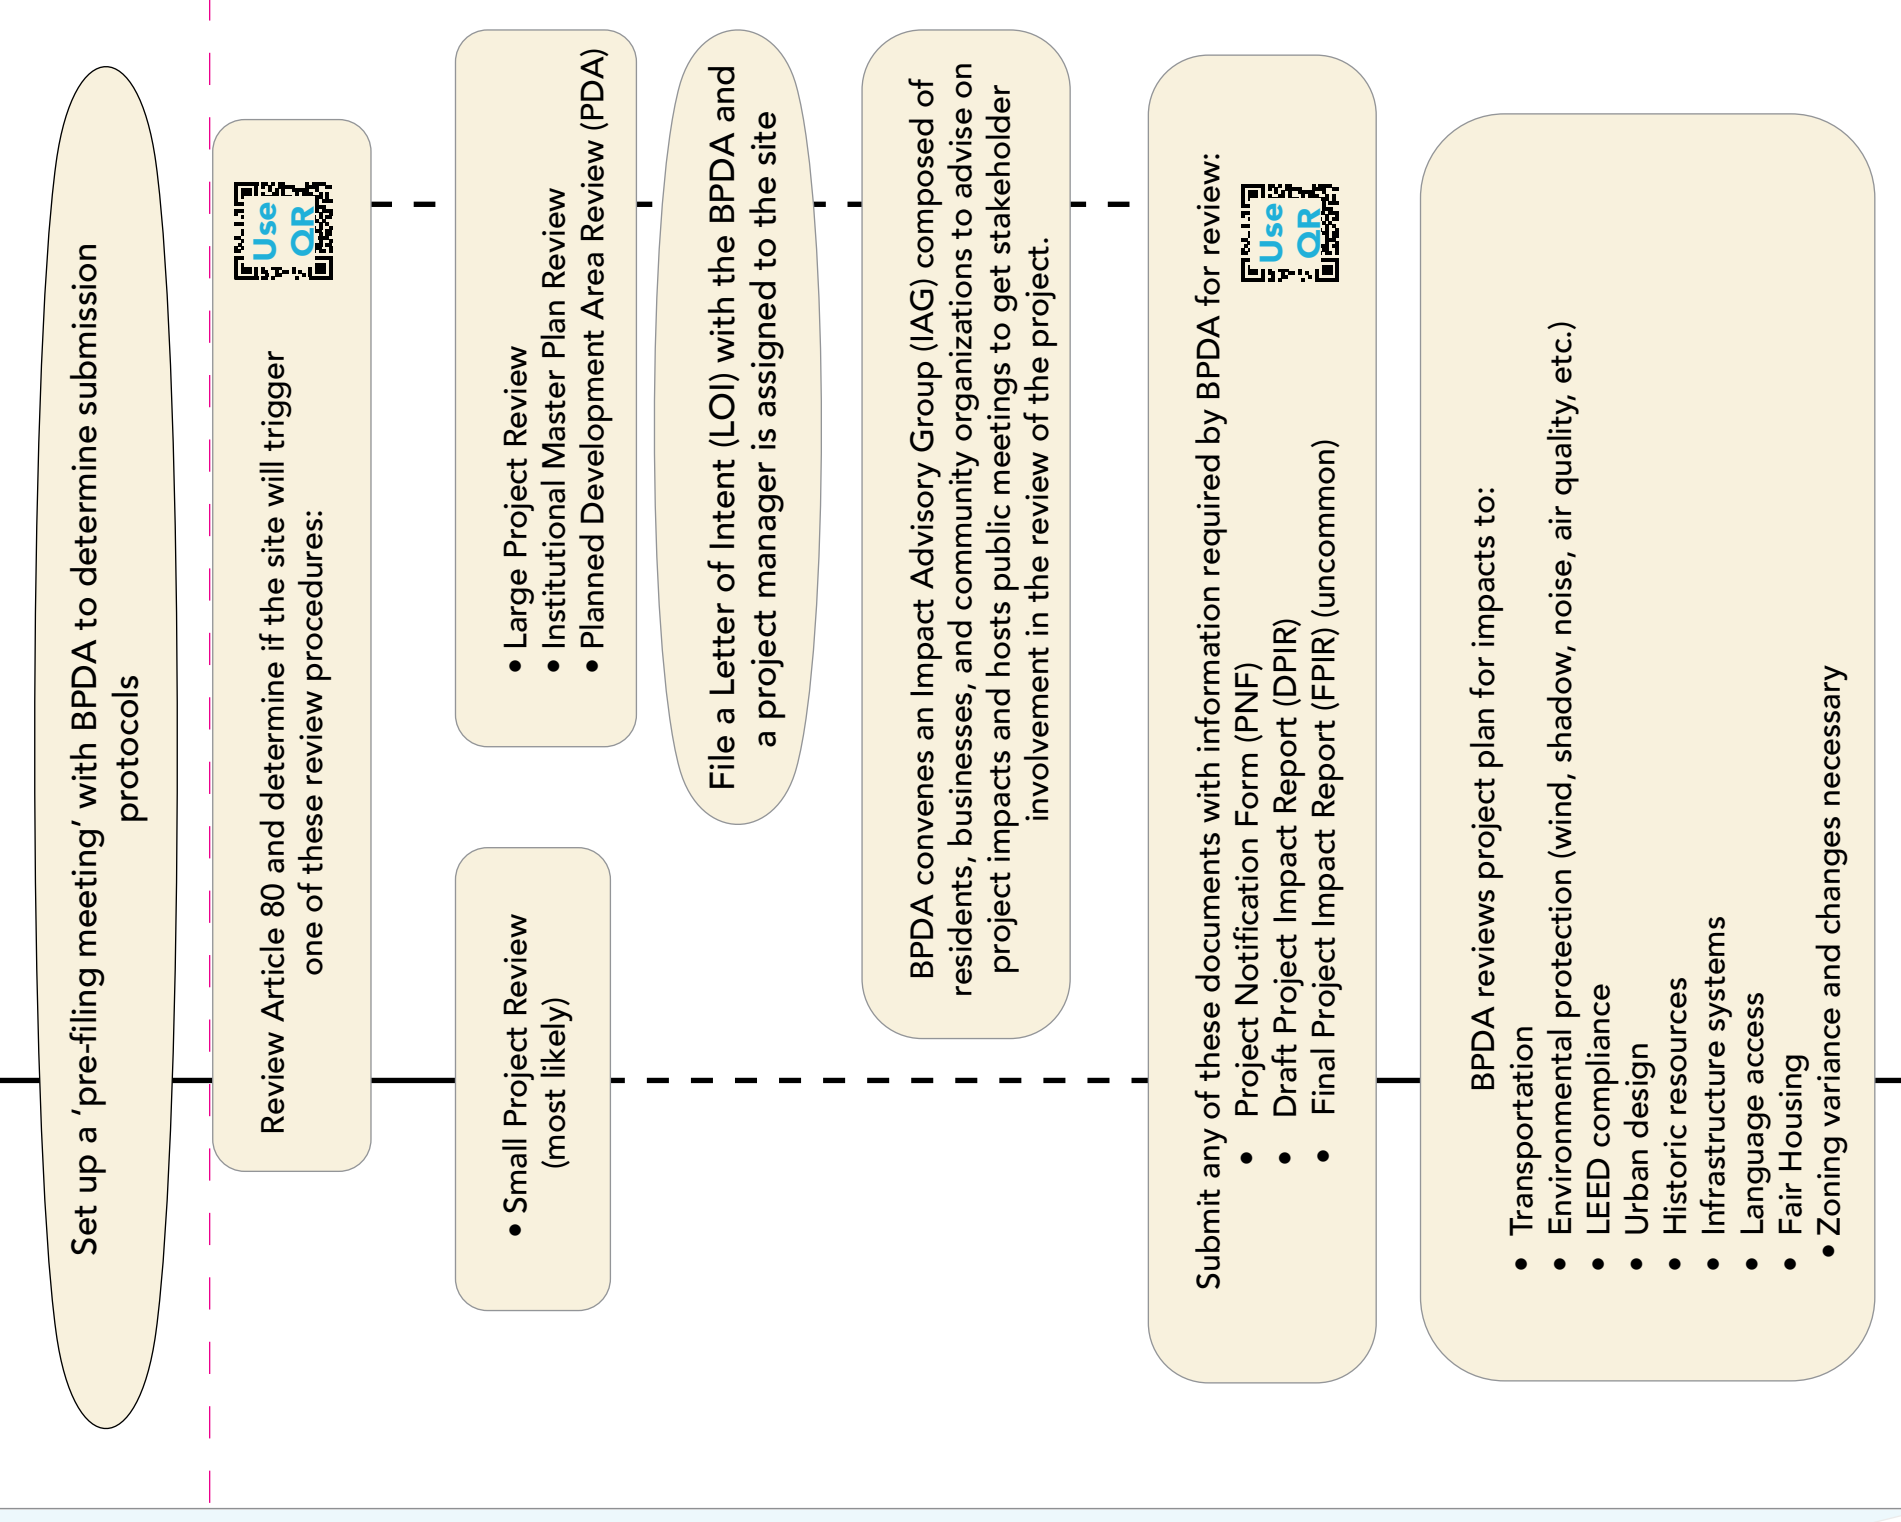 Set up a ‘pre-filing meeting’ with BPDA to determine submission
protocols
Review Article 80 and determine if the site will trigger
one of these review procedures:
Use
QR
• Small Project Review
(most likely)
• Large Project Review
• Institutional Master Plan Review
• Planned Development Area Review (PDA)
File a Letter of Intent (LOI) with the BPDA and
a project manager is assigned to the site
BPDA convenes an Impact Advisory Group (IAG) composed of
residents, businesses, and community organizations to advise on
project impacts and hosts public meetings to get stakeholder
involvement in the review of the project.
Submit any of these documents with information required by BPDA for review:
• Project Notification Form (PNF)
• Draft Project Impact Report (DPIR)
• Final Project Impact Report (FPIR) (uncommon)
Use
QR
BPDA reviews project plan for impacts to:
• Transportation
• Environmental protection (wind, shadow, noise, air quality, etc.)
• LEED compliance
• Urban design
• Historic resources
• Infrastructure systems
• Language access
• Fair Housing
• Zoning variance and changes necessary